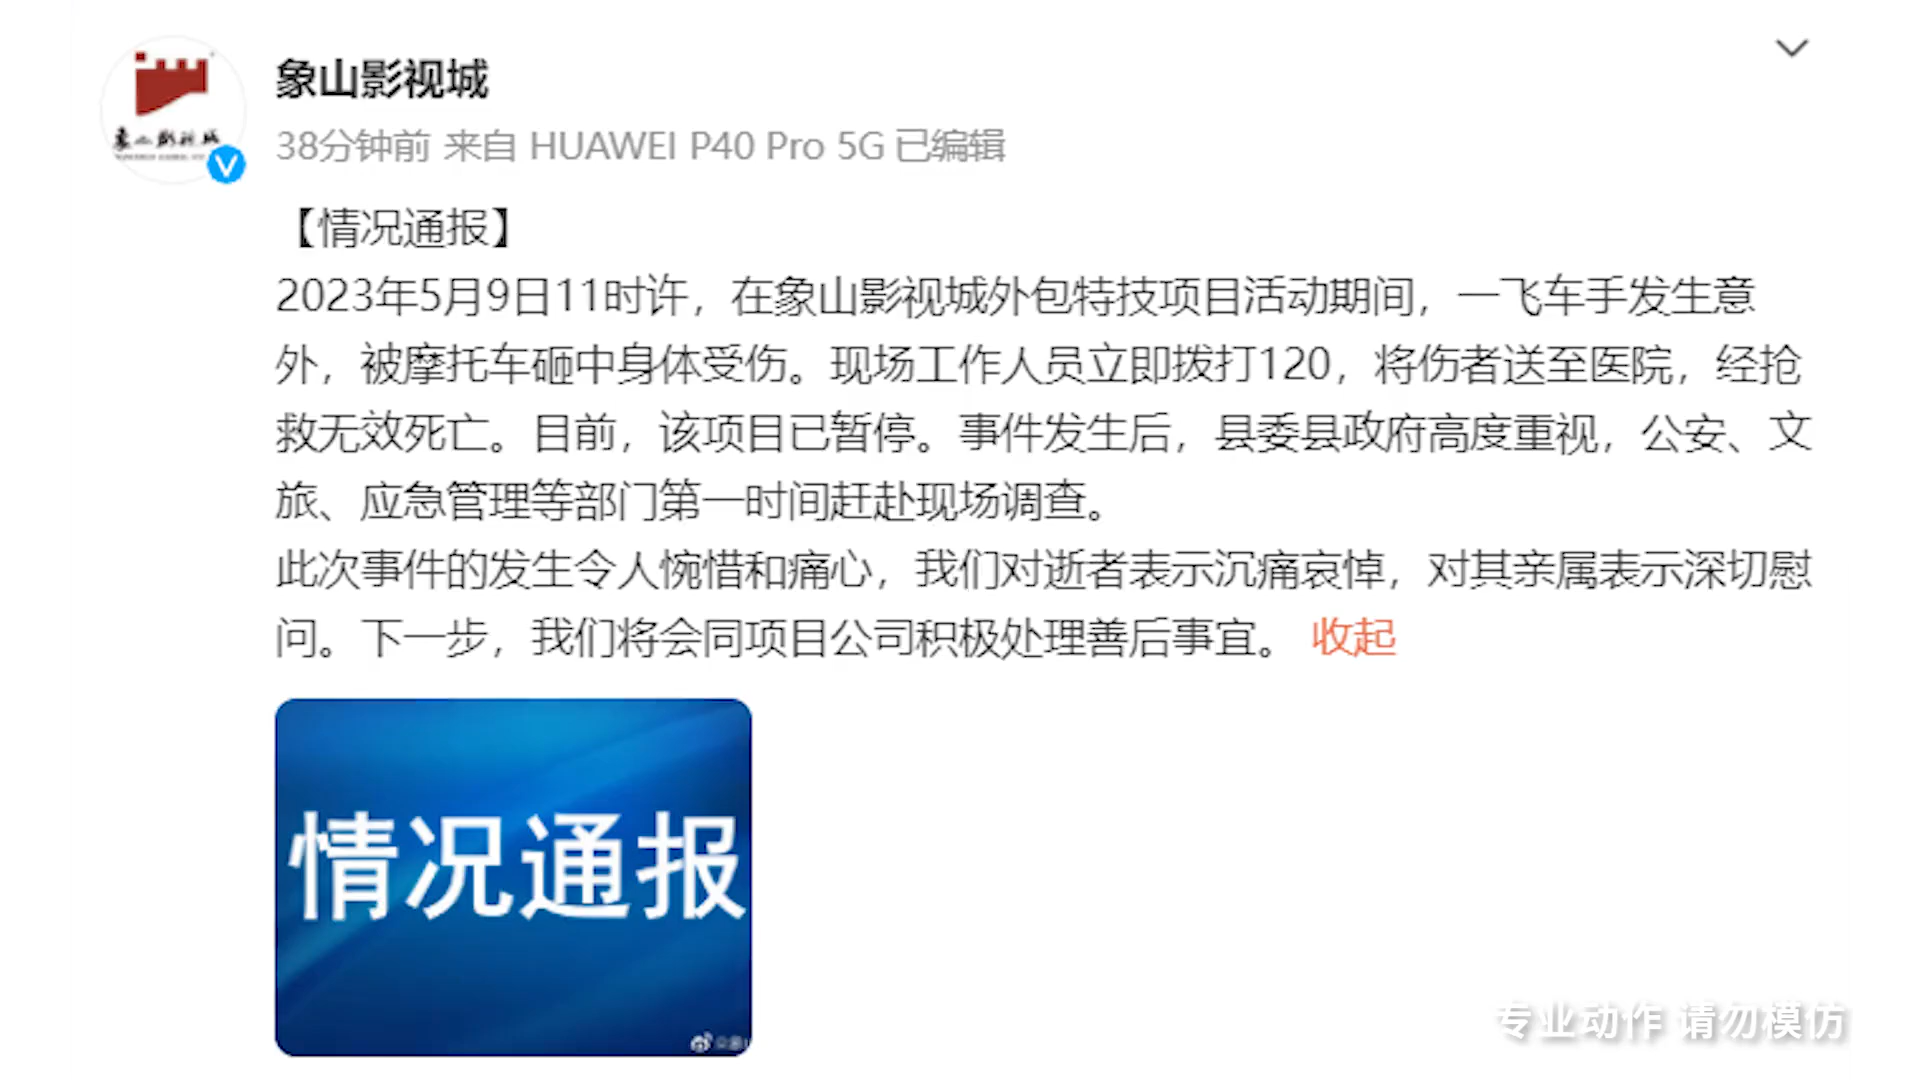 象山影视城
38分钟前 来自 HUAWEI P40 Pro 5G 已编辑
【情况通报】
2023年5月9日11时许，在象山影视城外包特技项目活动期间，一飞车手发生意
外，被摩托车砸中身体受伤。现场工作人员立即拨打120，将伤者送至医院，经抢
救无效死亡。目前，该项目已暂停。事件发生后，县委县政府高度重视，公安、文
旅、应急管理等部门第一时间赶赴现场调查。
此次事件的发生令人惋惜和痛心，我们对逝者表示沉痛哀悼，对其亲属表示深切慰
问。下一步，我们将会同项目公司积极处理善后事宜。 收起
情况通报
专业动作 请勿模仿